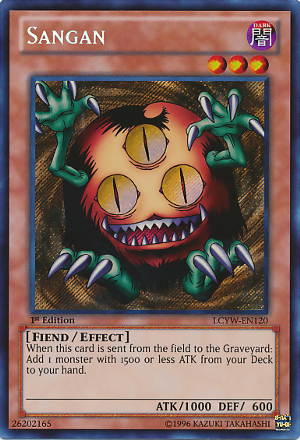 SANGAN
DARK
闇
1st Edition
LCYW-EN120
[FIEND / EFFECT]
When this card is sent from the field to the Graveyard:
Add 1 monster with 1500 or less ATK from your Deck
to your hand.
ATK/1000 DEF/ 600
26202165
©1996 KAZUKI TAKAHASHI